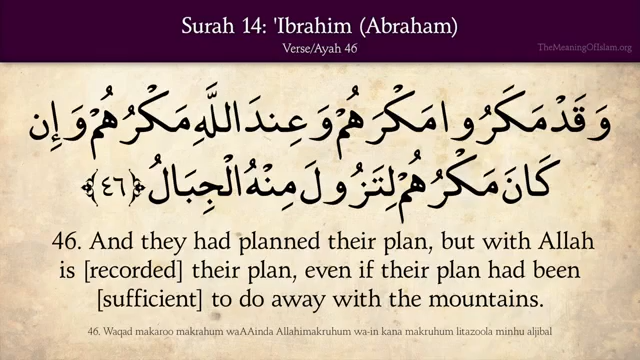 Surah 14: 'Ibrahim (Abraham)
Verse/Ayah 46
TheMeaningOfIslam.org
وَقَدْ مَكَرُوا مَكْرَهُمْ وَعِندَ اللَّهِ مَكْرُهُمْ وَإِن
كَانَ مَكْرُهُمْ لِتَزُولَ مِنْهُ الْجِبَالُ ﴿٤٦﴾
46. And they had planned their plan, but with Allah
is [recorded] their plan, even if their plan had been
[sufficient] to do away with the mountains.
46. Waqad makaroo makrahum waAAinda Allahimakruhum wa-in kana makruhum litazoola minhu aljibal